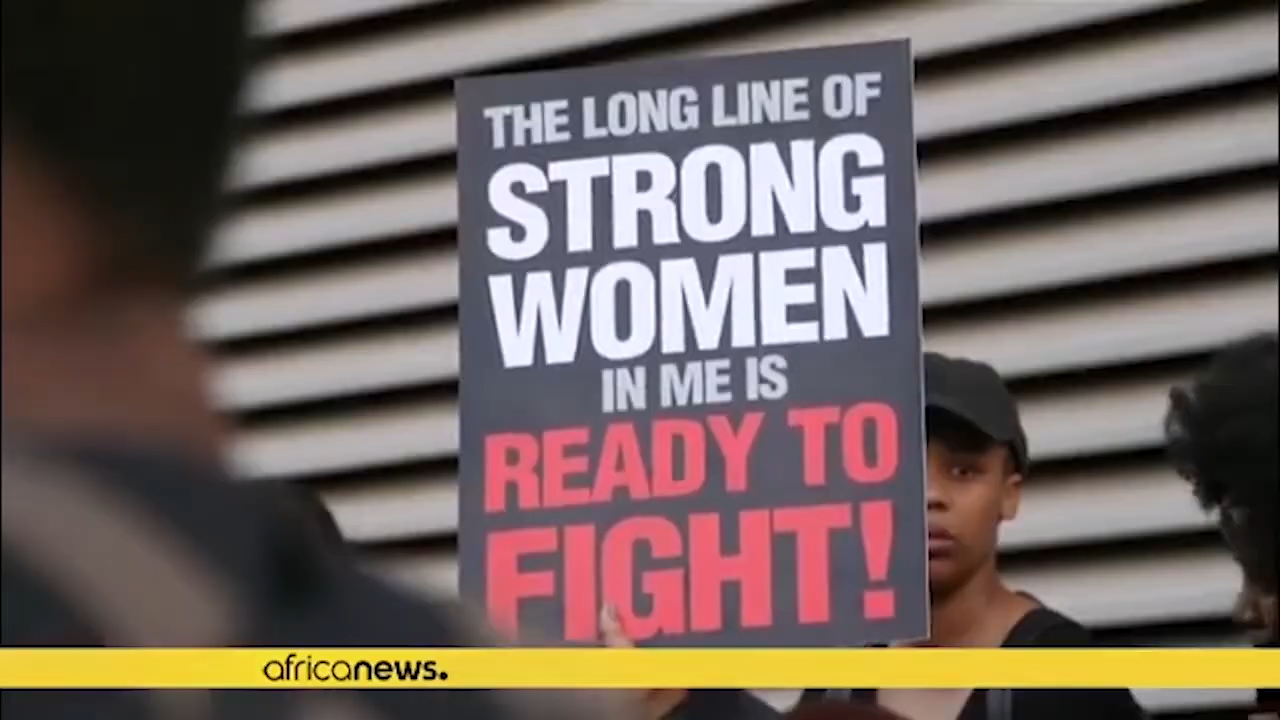 THE LONG LINE OF
STRONG
WOMEN
IN ME IS
READY TO
FIGHT!
africanews.